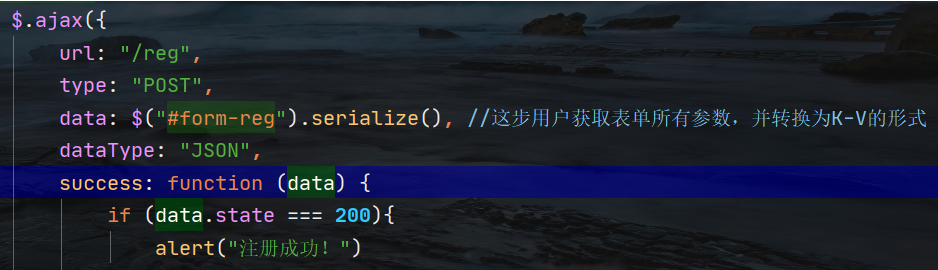 $.ajax({
url: "/reg",
type: "POST",
data: $("#form-reg").serialize(), //这步用户获取表单所有参数，并转换为K-V的形式
dataType: "JSON",
success: function (data) {
if (data.state === 200){
alert("注册成功！")